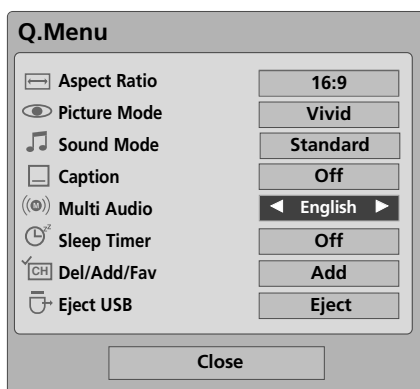 Q.Menu
Aspect Ratio 16:9
Picture Mode Vivid
Sound Mode Standard
Caption Off
Multi Audio ◀ English ▶
Sleep Timer Off
Del/Add/Fav Add
Eject USB Eject
Close